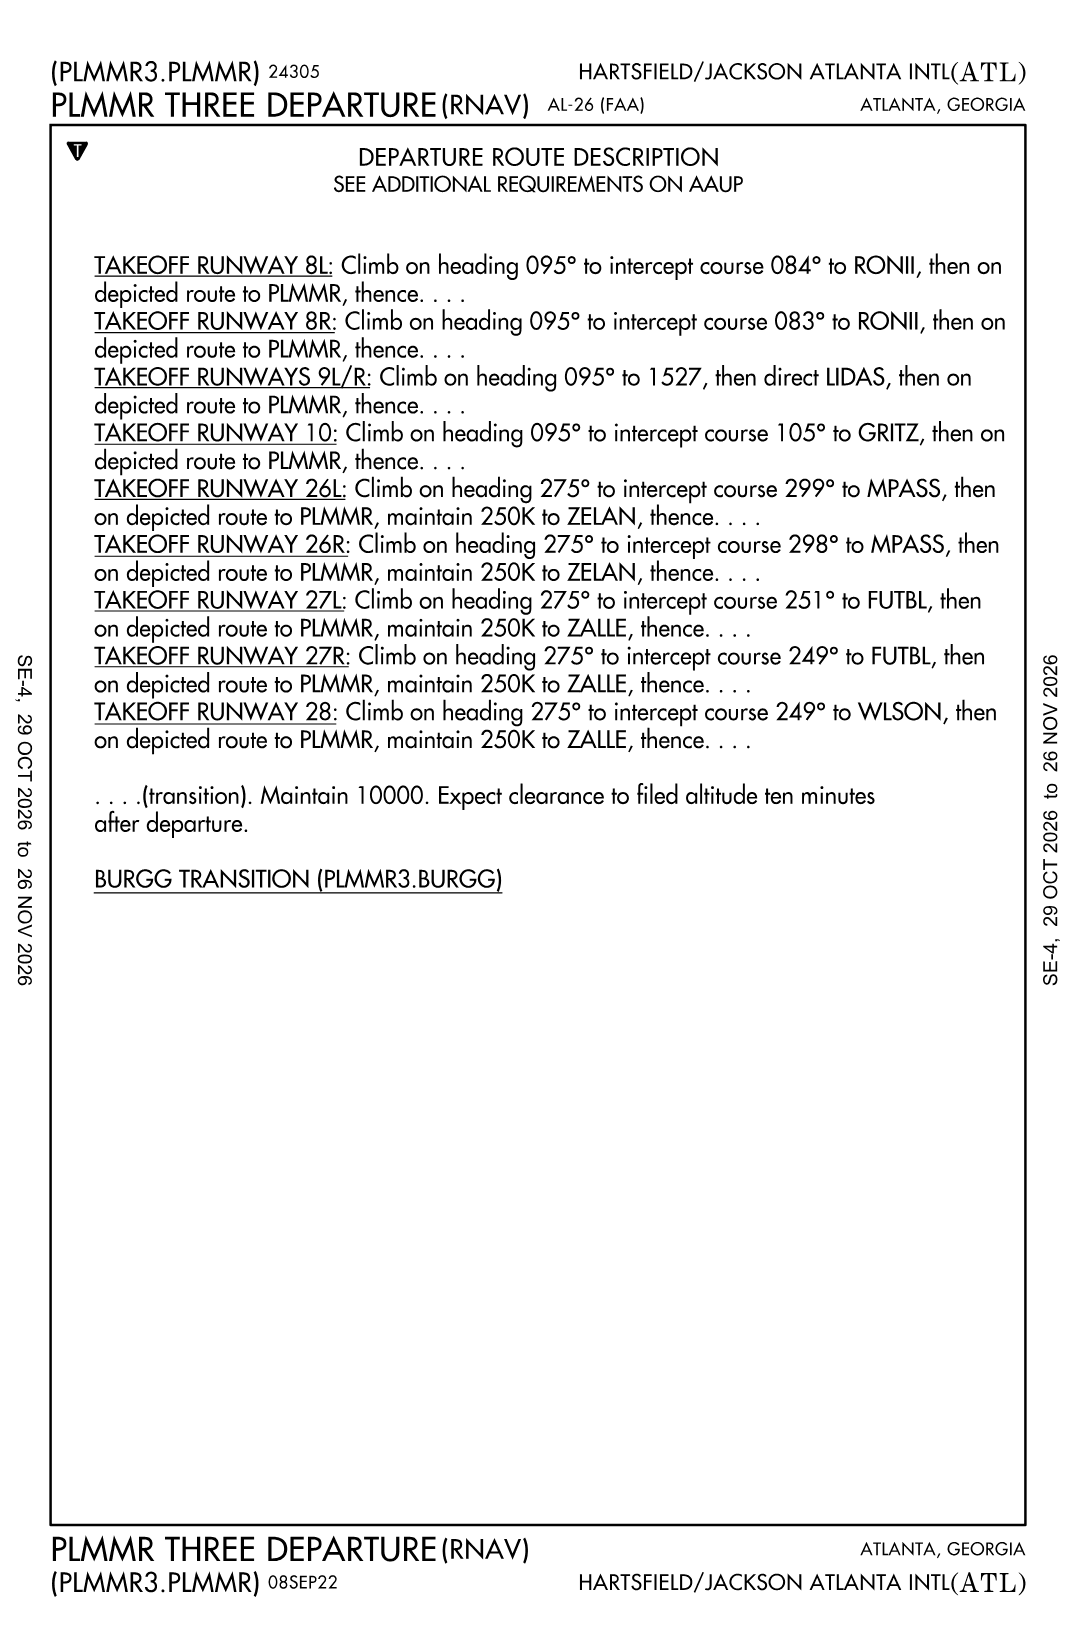 (PLMMR3.PLMMR) 24305
HARTSFIELD/JACKSON ATLANTA INTL(ATL)
PLMMR THREE DEPARTURE(RNAV) AL-26 (FAA)
ATLANTA, GEORGIA
T
DEPARTURE ROUTE DESCRIPTION
SEE ADDITIONAL REQUIREMENTS ON AAUP
TAKEOFF RUNWAY 8L: Climb on heading 095° to intercept course 084° to RONII, then on
depicted route to PLMMR, thence. . . .
TAKEOFF RUNWAY 8R: Climb on heading 095° to intercept course 083° to RONII, then on
depicted route to PLMMR, thence. . . .
TAKEOFF RUNWAYS 9L/R: Climb on heading 095° to 1527, then direct LIDAS, then on
depicted route to PLMMR, thence. . . .
TAKEOFF RUNWAY 10: Climb on heading 095° to intercept course 105° to GRITZ, then on
depicted route to PLMMR, thence. . . .
TAKEOFF RUNWAY 26L: Climb on heading 275° to intercept course 299° to MPASS, then
on depicted route to PLMMR, maintain 250K to ZELAN, thence. . . .
TAKEOFF RUNWAY 26R: Climb on heading 275° to intercept course 298° to MPASS, then
on depicted route to PLMMR, maintain 250K to ZELAN, thence. . . .
TAKEOFF RUNWAY 27L: Climb on heading 275° to intercept course 251° to FUTBL, then
on depicted route to PLMMR, maintain 250K to ZALLE, thence. . . .
TAKEOFF RUNWAY 27R: Climb on heading 275° to intercept course 249° to FUTBL, then
on depicted route to PLMMR, maintain 250K to ZALLE, thence. . . .
TAKEOFF RUNWAY 28: Climb on heading 275° to intercept course 249° to WLSON, then
on depicted route to PLMMR, maintain 250K to ZALLE, thence. . . .
. . . .(transition). Maintain 10000. Expect clearance to filed altitude ten minutes
after departure.
BURGG TRANSITION (PLMMR3.BURGG)
SE-4, 29 OCT 2026 to 26 NOV 2026
SE-4, 29 OCT 2026 to 26 NOV 2026
PLMMR THREE DEPARTURE(RNAV)
ATLANTA, GEORGIA
(PLMMR3.PLMMR) 08SEP22
HARTSFIELD/JACKSON ATLANTA INTL(ATL)